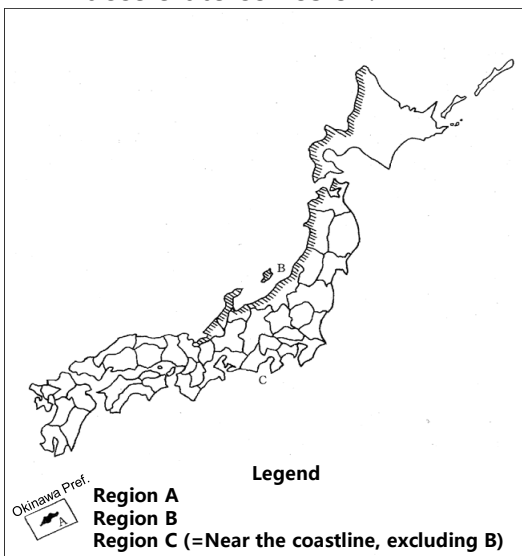 B
C
Legend
Okinawa Pref.
A
Region A
Region B
Region C (=Near the coastline, excluding B)